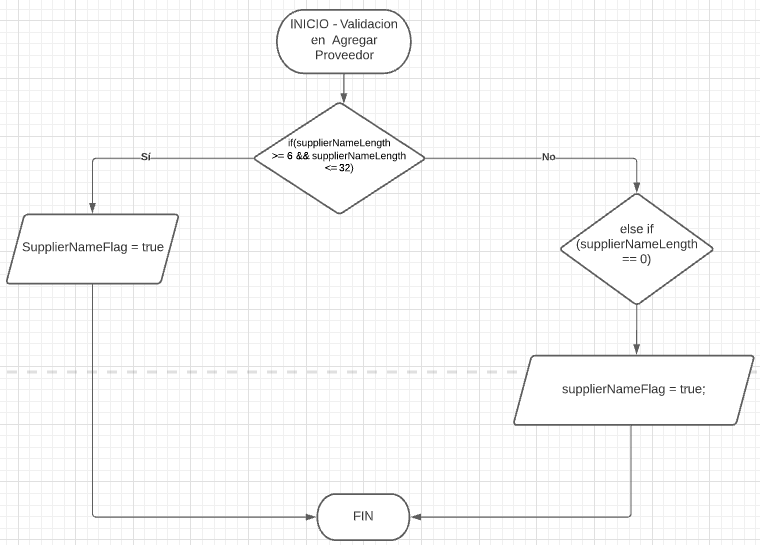 INICIO - Validacion
en Agregar
Proveedor
if(supplierNameLength
>= 6 && supplierNameLength
<= 32)
Sí
No
SupplierNameFlag = true
else if
(supplierNameLength
== 0)
supplierNameFlag = true;
FIN